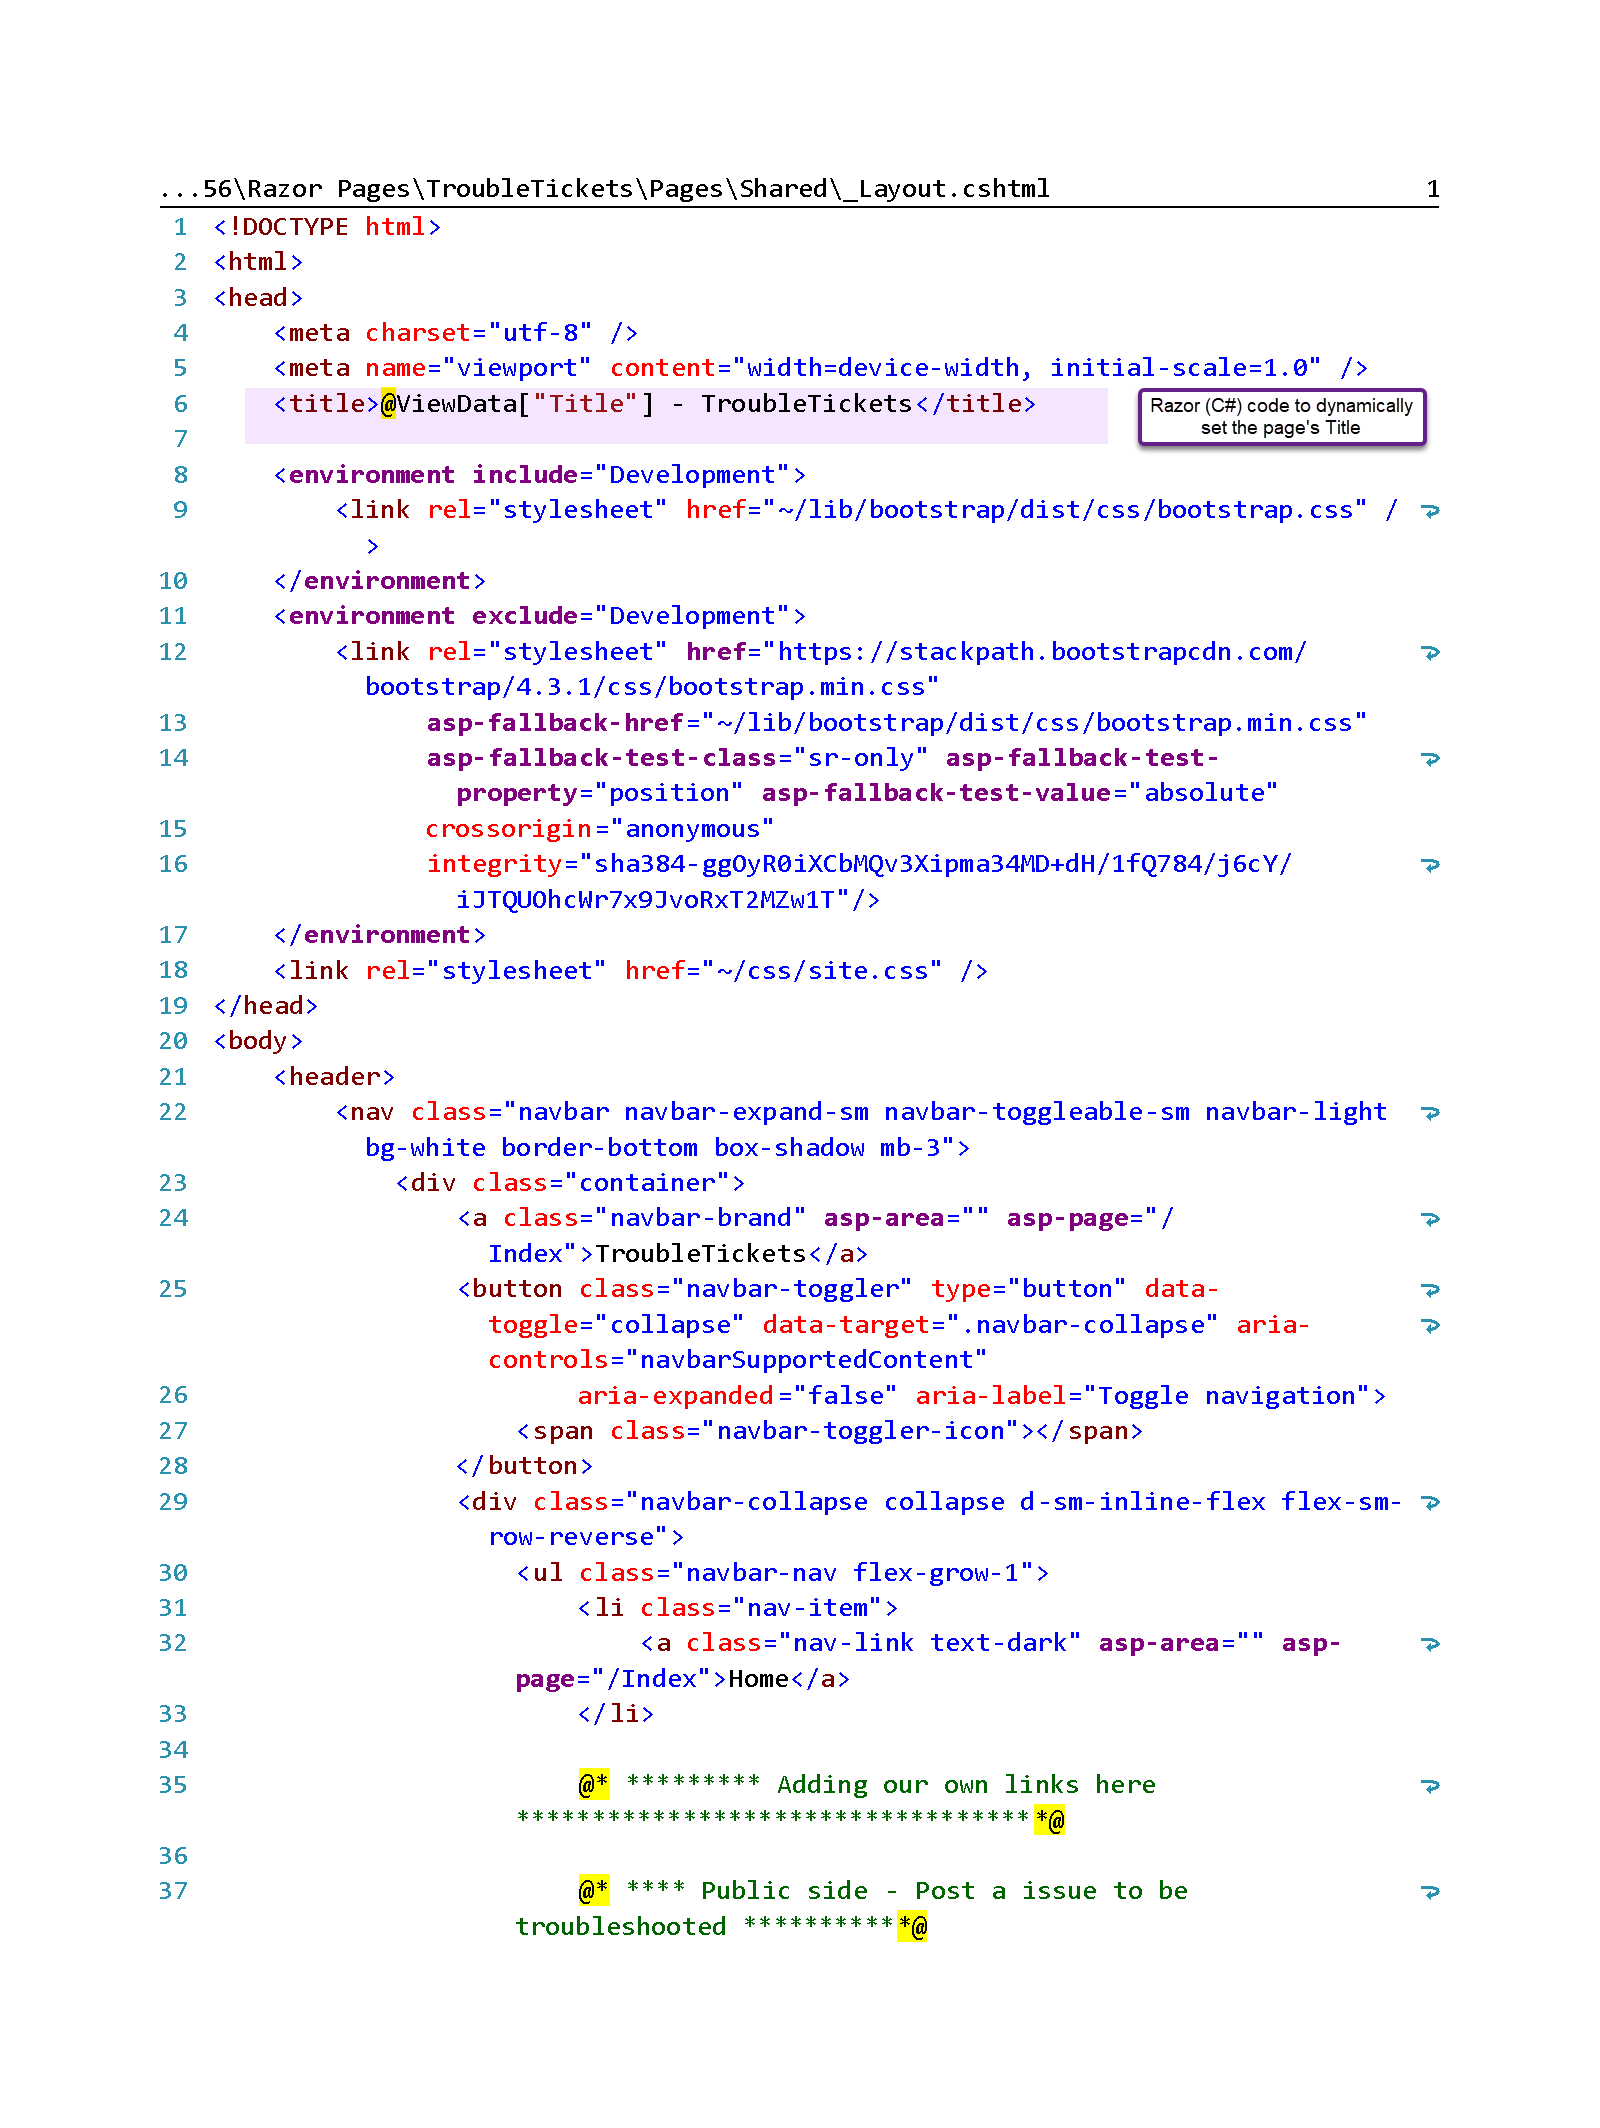 ...56\Razor Pages\TroubleTickets\Pages\Shared\_Layout.cshtml 1
1 <!DOCTYPE html>
2 <html>
3 <head>
4 <meta charset="utf-8" />
5 <meta name="viewport" content="width=device-width, initial-scale=1.0" />
6 <title>@ViewData["Title"] - TroubleTickets</title>
Razor (C#) code to dynamically
set the page's Title
7
8 <environment include="Development">
9 <link rel="stylesheet" href="~/lib/bootstrap/dist/css/bootstrap.css" /
>
10 </environment>
11 <environment exclude="Development">
12 <link rel="stylesheet" href="https://stackpath.bootstrapcdn.com/
bootstrap/4.3.1/css/bootstrap.min.css"
13 asp-fallback-href="~/lib/bootstrap/dist/css/bootstrap.min.css"
14 asp-fallback-test-class="sr-only" asp-fallback-test-
property="position" asp-fallback-test-value="absolute"
15 crossorigin="anonymous"
16 integrity="sha384-ggOyR0iXCbMQv3Xipma34MD+dH/1fQ784/j6cY/
iJTQUOhcWr7x9JvoRxT2MZw1T"/>
17 </environment>
18 <link rel="stylesheet" href="~/css/site.css" />
19 </head>
20 <body>
21 <header>
22 <nav class="navbar navbar-expand-sm navbar-toggleable-sm navbar-light
bg-white border-bottom box-shadow mb-3">
23 <div class="container">
24 <a class="navbar-brand" asp-area="" asp-page="/
Index">TroubleTickets</a>
25 <button class="navbar-toggler" type="button" data-
toggle="collapse" data-target=".navbar-collapse" aria-
controls="navbarSupportedContent"
26 aria-expanded="false" aria-label="Toggle navigation">
27 <span class="navbar-toggler-icon"></span>
28 </button>
29 <div class="navbar-collapse collapse d-sm-inline-flex flex-sm-
row-reverse">
30 <ul class="navbar-nav flex-grow-1">
31 <li class="nav-item">
32 <a class="nav-link text-dark" asp-area="" asp-
page="/Index">Home</a>
33 </li>
34
35 @* ********* Adding our own links here
***********************************@
36
37 @* **** Public side - Post a issue to be
troubleshooted ***********@